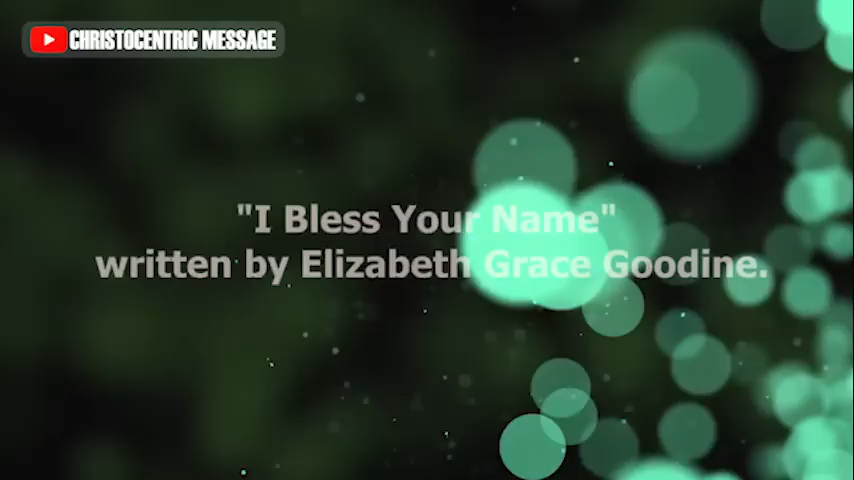 CHRISTOCENTRIC MESSAGE
"I Bless Your Name"
written by Elizabeth Grace Goodine.